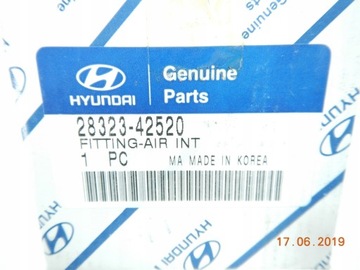 HYUNDAI
Genuine
Parts
28323-42520
FITTING-AIR INT
1 PC MA MADE IN KOREA
17.06.2019